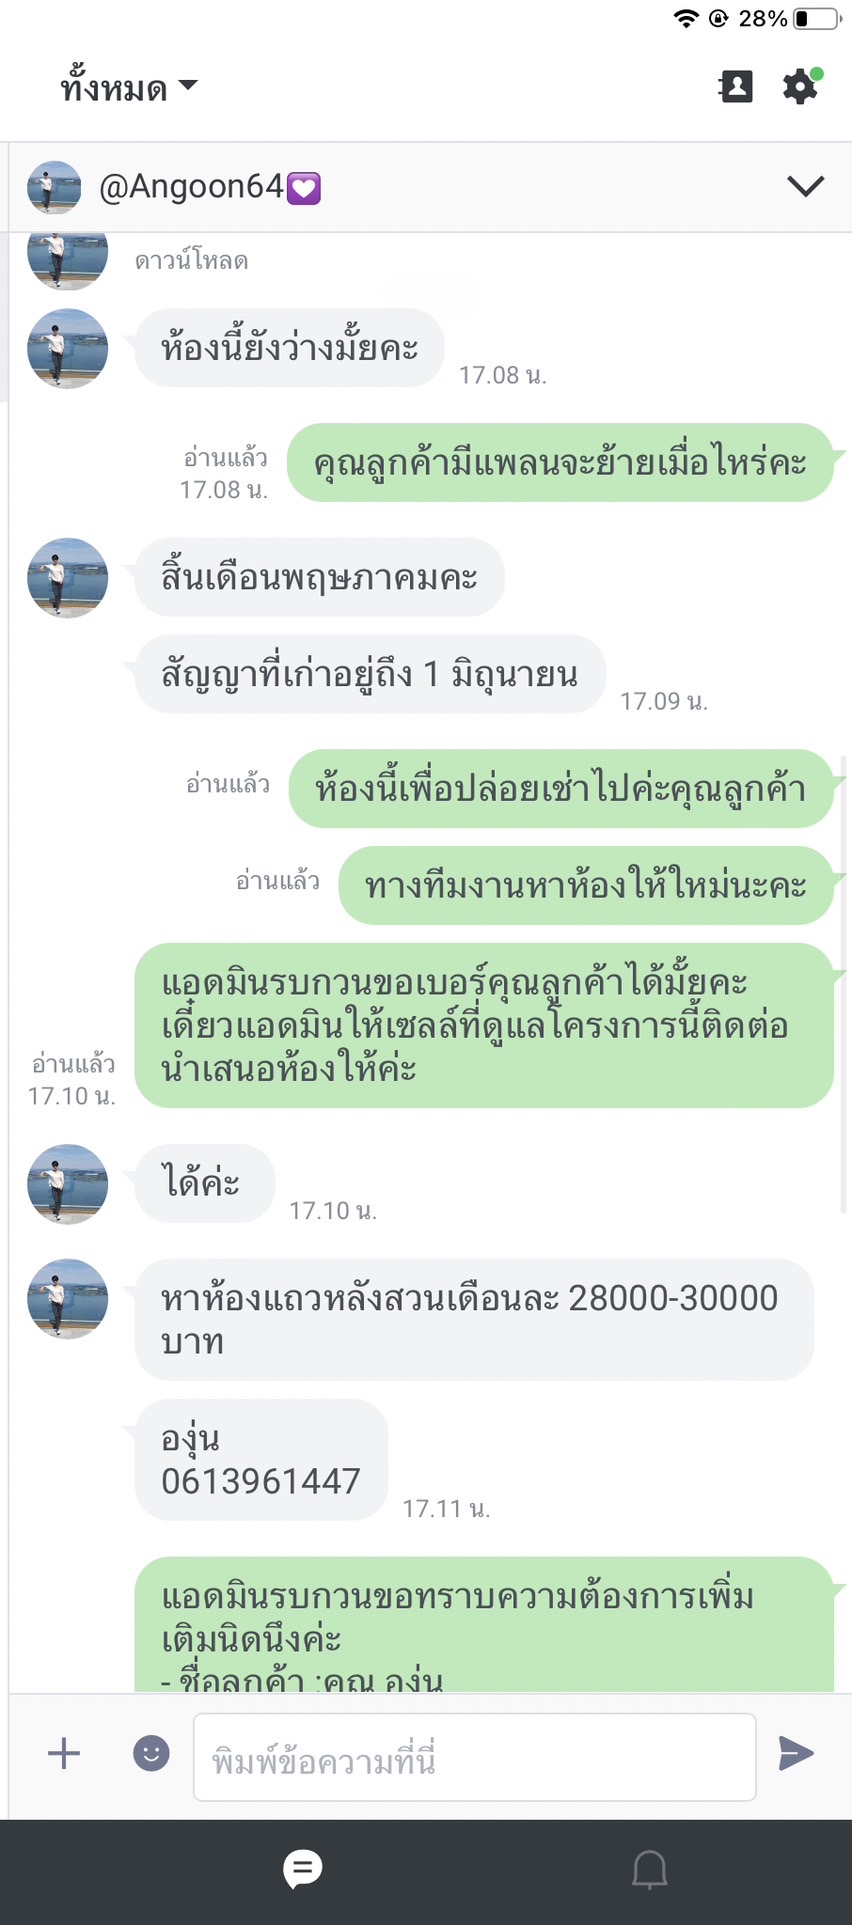 28%
ทั้งหมด
@Angoon64
ดาวน์โหลด
ห้องนี้ยังว่างมั้ยคะ
17.08 น.
อ่านแล้ว
17.08 น.
คุณลูกค้ามีแพลนจะย้ายเมื่อไหร่คะ
สิ้นเดือนพฤษภาคมคะ
สัญญาที่เก่าอยู่ถึง 1 มิถุนายน
17.09 น.
อ่านแล้ว
ห้องนี้เพื่อปล่อยเช่าไปค่ะคุณลูกค้า
อ่านแล้ว
ทางทีมงานหาห้องให้ใหม่นะคะ
แอดมินรบกวนขอเบอร์คุณลูกค้าได้มั้ยคะ
เดี๋ยวแอดมินให้เซลล์ที่ดูแลโครงการนี้ติดต่อ
นำเสนอห้องให้ค่ะ
อ่านแล้ว
17.10 น.
ได้ค่ะ
17.10 น.
หาห้องแถวหลังสวนเดือนละ 28000-30000
บาท
องุ่น
0613961447
17.11 น.
แอดมินรบกวนขอทราบความต้องการเพิ่ม
เติมนิดนึงค่ะ
- ชื่อลูกค้า :คุณ องุ่น
พิมพ์ข้อความที่นี่